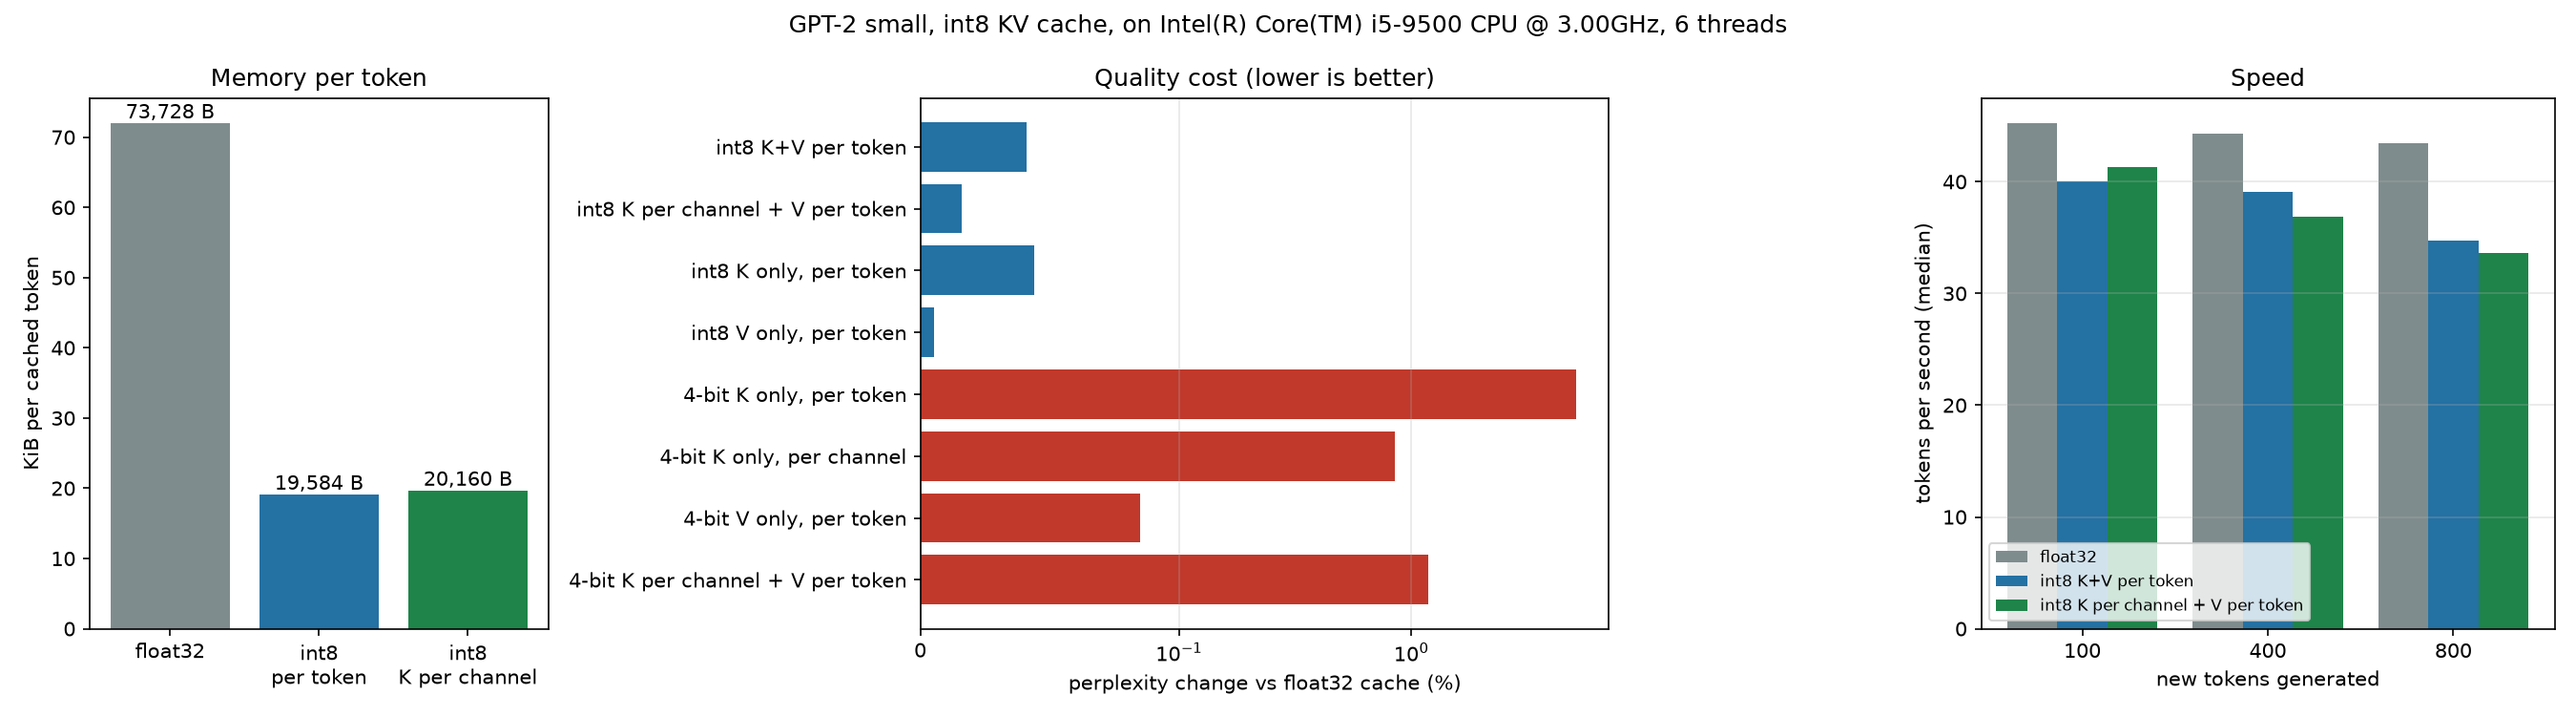 GPT-2 small, int8 KV cache, on Intel(R) Core(TM) i5-9500 CPU @ 3.00GHz, 6 threads
Memory per token
KiB per cached token
70
60
50
40
30
20
10
0
73,728 B
19,584 B
20,160 B
float32
int8
per token
int8
K per channel
Quality cost (lower is better)
int8 K+V per token
int8 K per channel + V per token
int8 K only, per token
int8 V only, per token
4-bit K only, per token
4-bit K only, per channel
4-bit V only, per token
4-bit K per channel + V per token
0
10⁻¹
10⁰
perplexity change vs float32 cache (%)
Speed
tokens per second (median)
40
30
20
10
0
float32
int8 K+V per token
int8 K per channel + V per token
100
400
800
new tokens generated